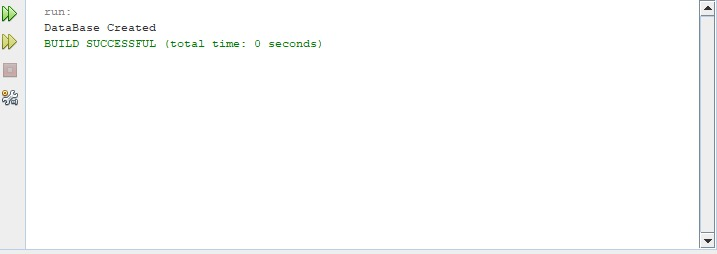 run:
DataBase Created
BUILD SUCCESSFUL (total time: 0 seconds)